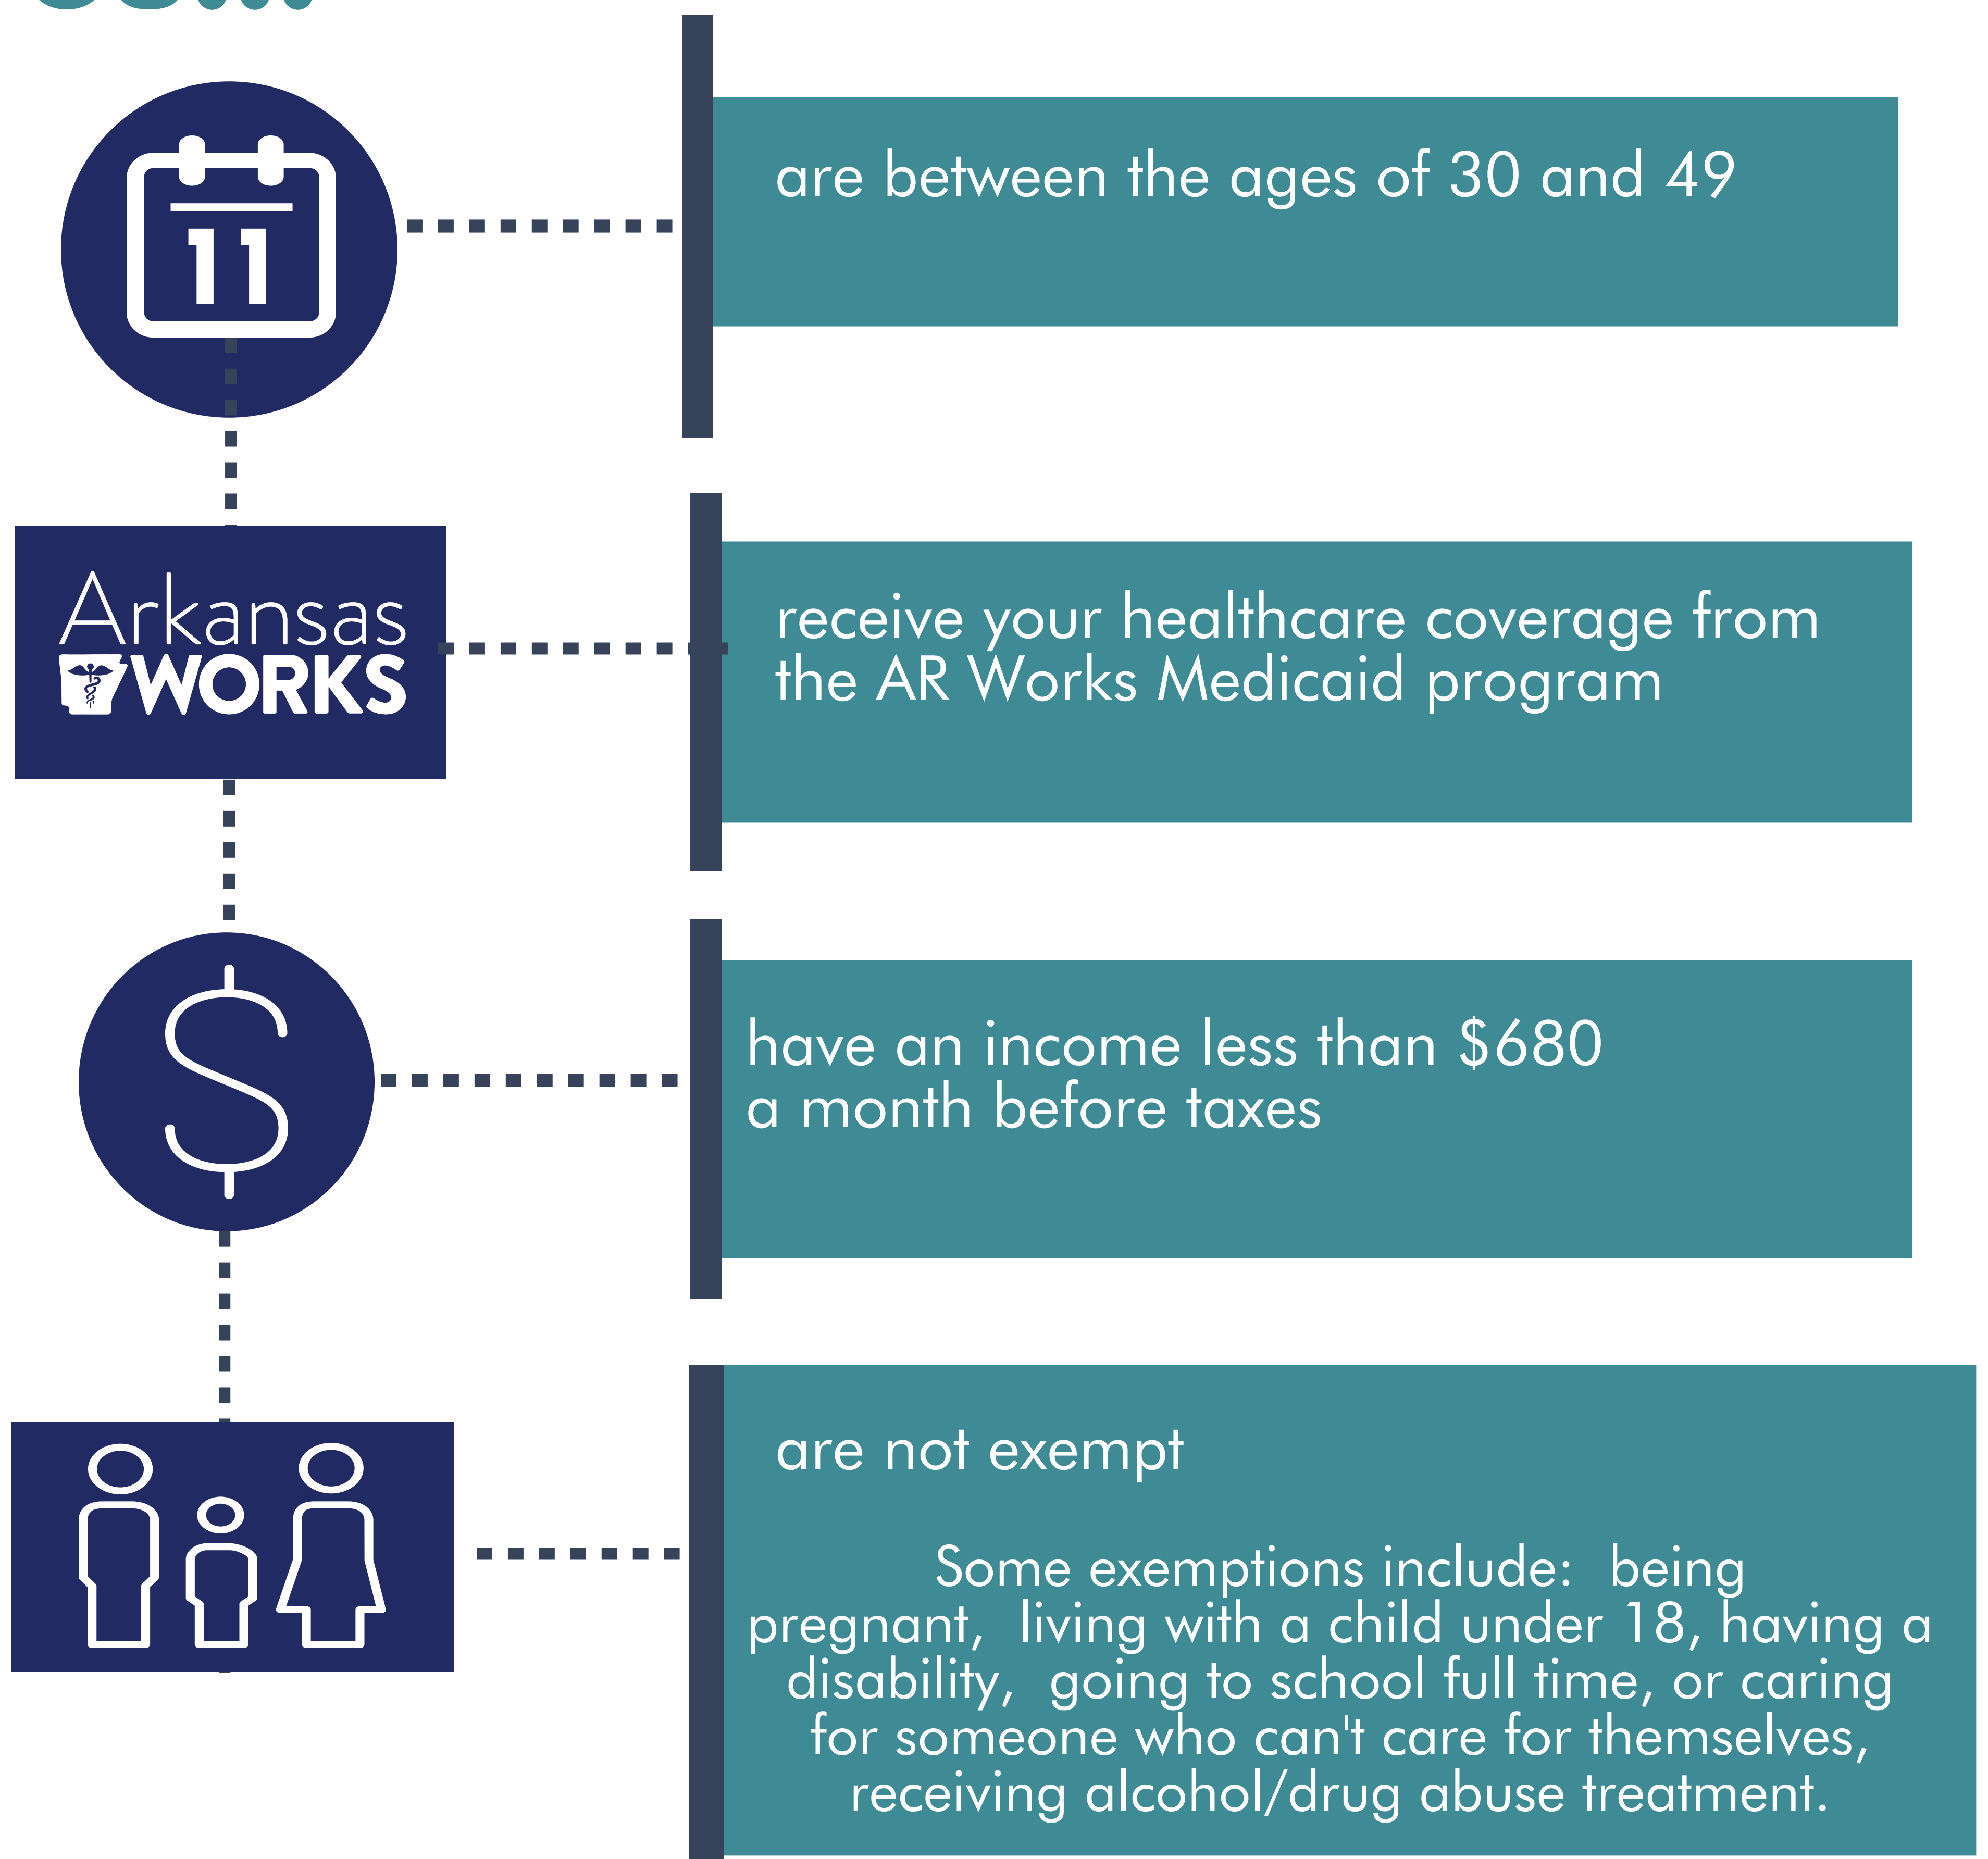 11
are between the ages of 30 and 49
Arkansas
WORKS
receive your healthcare coverage from
the AR Works Medicaid program
$
have an income less than $680
a month before taxes
are not exempt
Some exemptions include: being
pregnant, living with a child under 18, having a
disability, going to school full time, or caring
for someone who can't care for themselves,
receiving alcohol/drug abuse treatment.